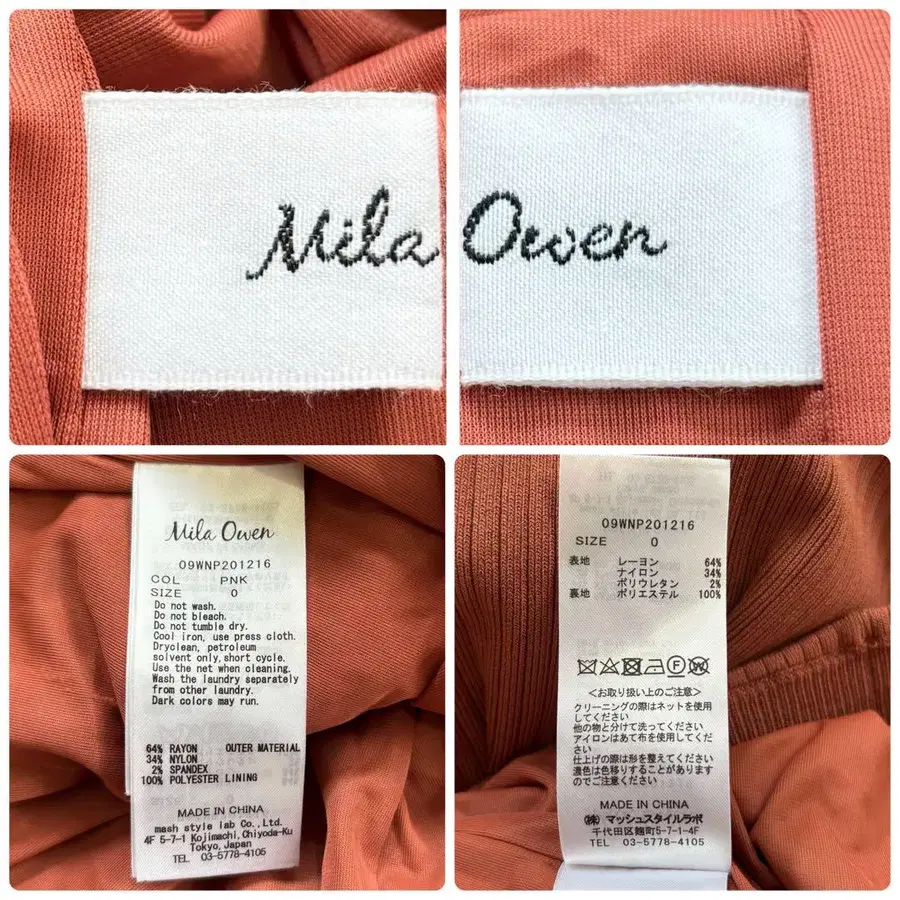 Mila
Owen
Mila Owen
09WNP201216
COL PNK
SIZE 0
Do not wash.
Do not bleach.
Do not tumble dry.
Cool iron, use press cloth.
Dryclean, petroleum
solvent only, short cycle.
Use the net when cleaning.
Wash the laundry separately
from other laundry.
Dark colors may run.
64% RAYON OUTER MATERIAL
34% NYLON
2% SPANDEX
100% POLYESTER LINING
MADE IN CHINA
mash style lab Co., Ltd.
4F 5-7-1 Kojimachi, Chiyoda-Ku
Tokyo, Japan
TEL 03-5778-4105
09WNP201216
SIZE 0
表地 レーヨン 64%
ナイロン 34%
ポリウレタン 2%
裏地 ポリエステル 100%
<お取り扱い上のご注意>
クリーニングの際はネットを使用
してください
他の物と分けて洗ってください
アイロンはあて布を使用してくださ
い
仕上げの際は形を整えてください
濃色は色移りすることがあります
のでご注意ください
MADE IN CHINA
(株) マッシュスタイルラボ
千代田区麹町5-7-1-4F
TEL 03-5778-4105